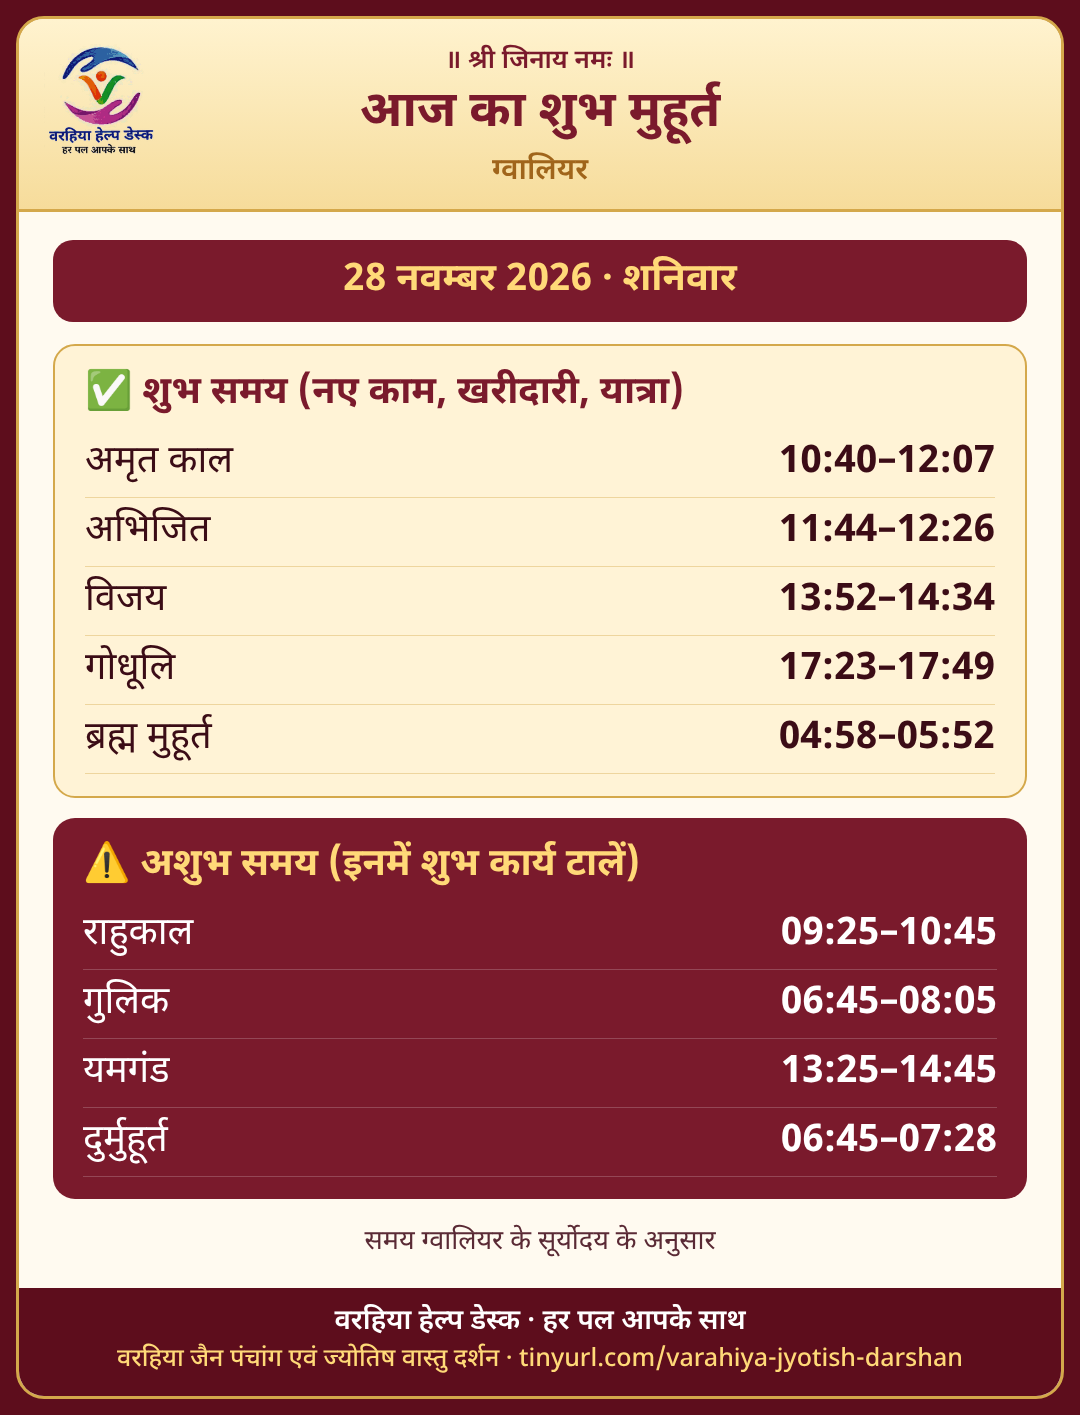 ॥ श्री जिनाय नमः ॥
आज का शुभ मुहूर्त
ग्वालियर
वरहिया हेल्प डेस्क
हर पल आपके साथ
28 नवम्बर 2026 · शनिवार
✅ शुभ समय (नए काम, खरीदारी, यात्रा)
अमृत काल 10:40–12:07
अभिजित 11:44–12:26
विजय 13:52–14:34
गोधूलि 17:23–17:49
ब्रह्म मुहूर्त 04:58–05:52
⚠️ अशुभ समय (इनमें शुभ कार्य टालें)
राहुकाल 09:25–10:45
गुलिक 06:45–08:05
यमगंड 13:25–14:45
दुर्मुहूर्त 06:45–07:28
समय ग्वालियर के सूर्योदय के अनुसार
वरहिया हेल्प डेस्क · हर पल आपके साथ
वरहिया जैन पंचांग एवं ज्योतिष वास्तु दर्शन · tinyurl.com/varahiya-jyotish-darshan